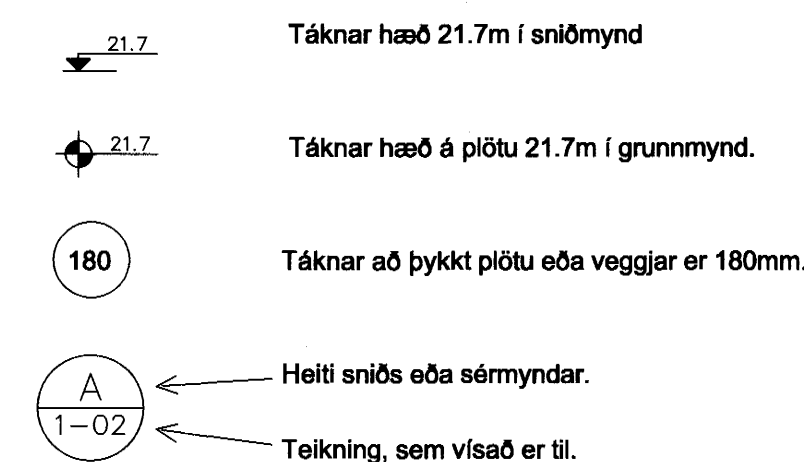 21.7 Táknar hæð 21.7m í sniðmynd
21.7 Táknar hæð á plötu 21.7m í grunnmynd.
180 Táknar að þykkt plötu eða veggjar er 180mm.
A Heiti sniðs eða sérmyndar.
1-02 Teikning, sem vísað er til.